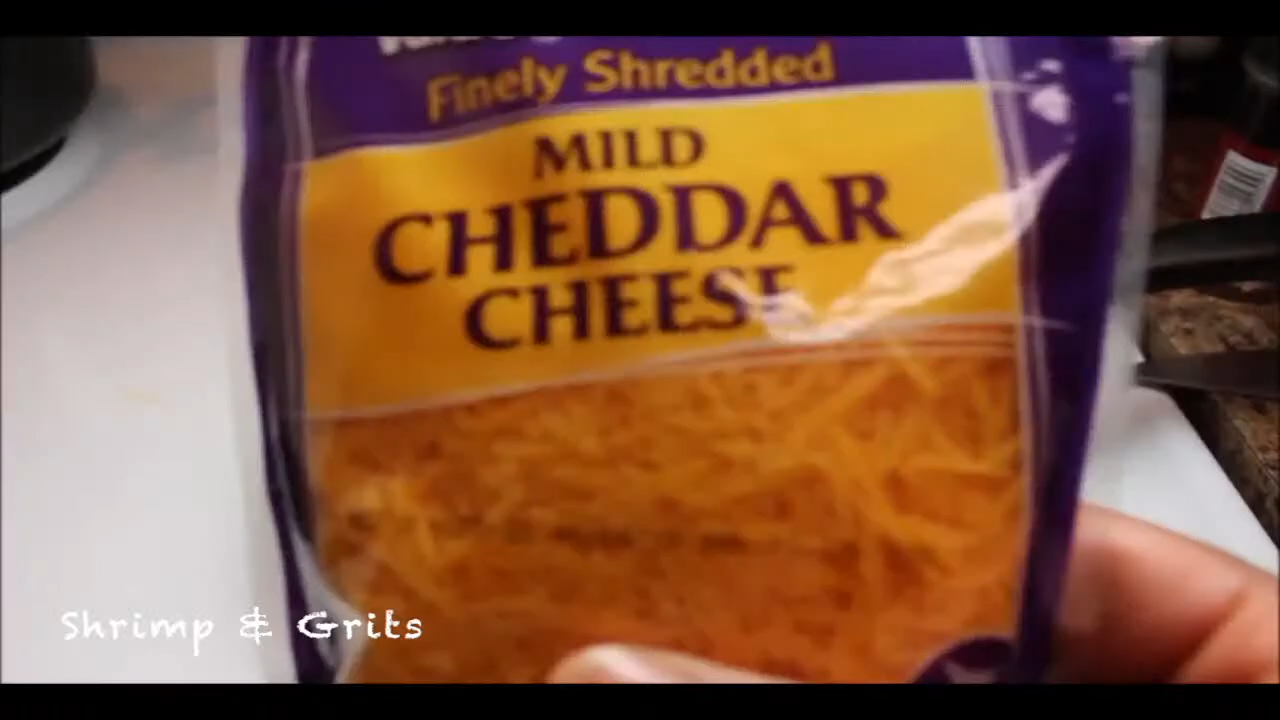 Finely Shredded
MILD
CHEDDAR
CHEESE
Shrimp & Grits